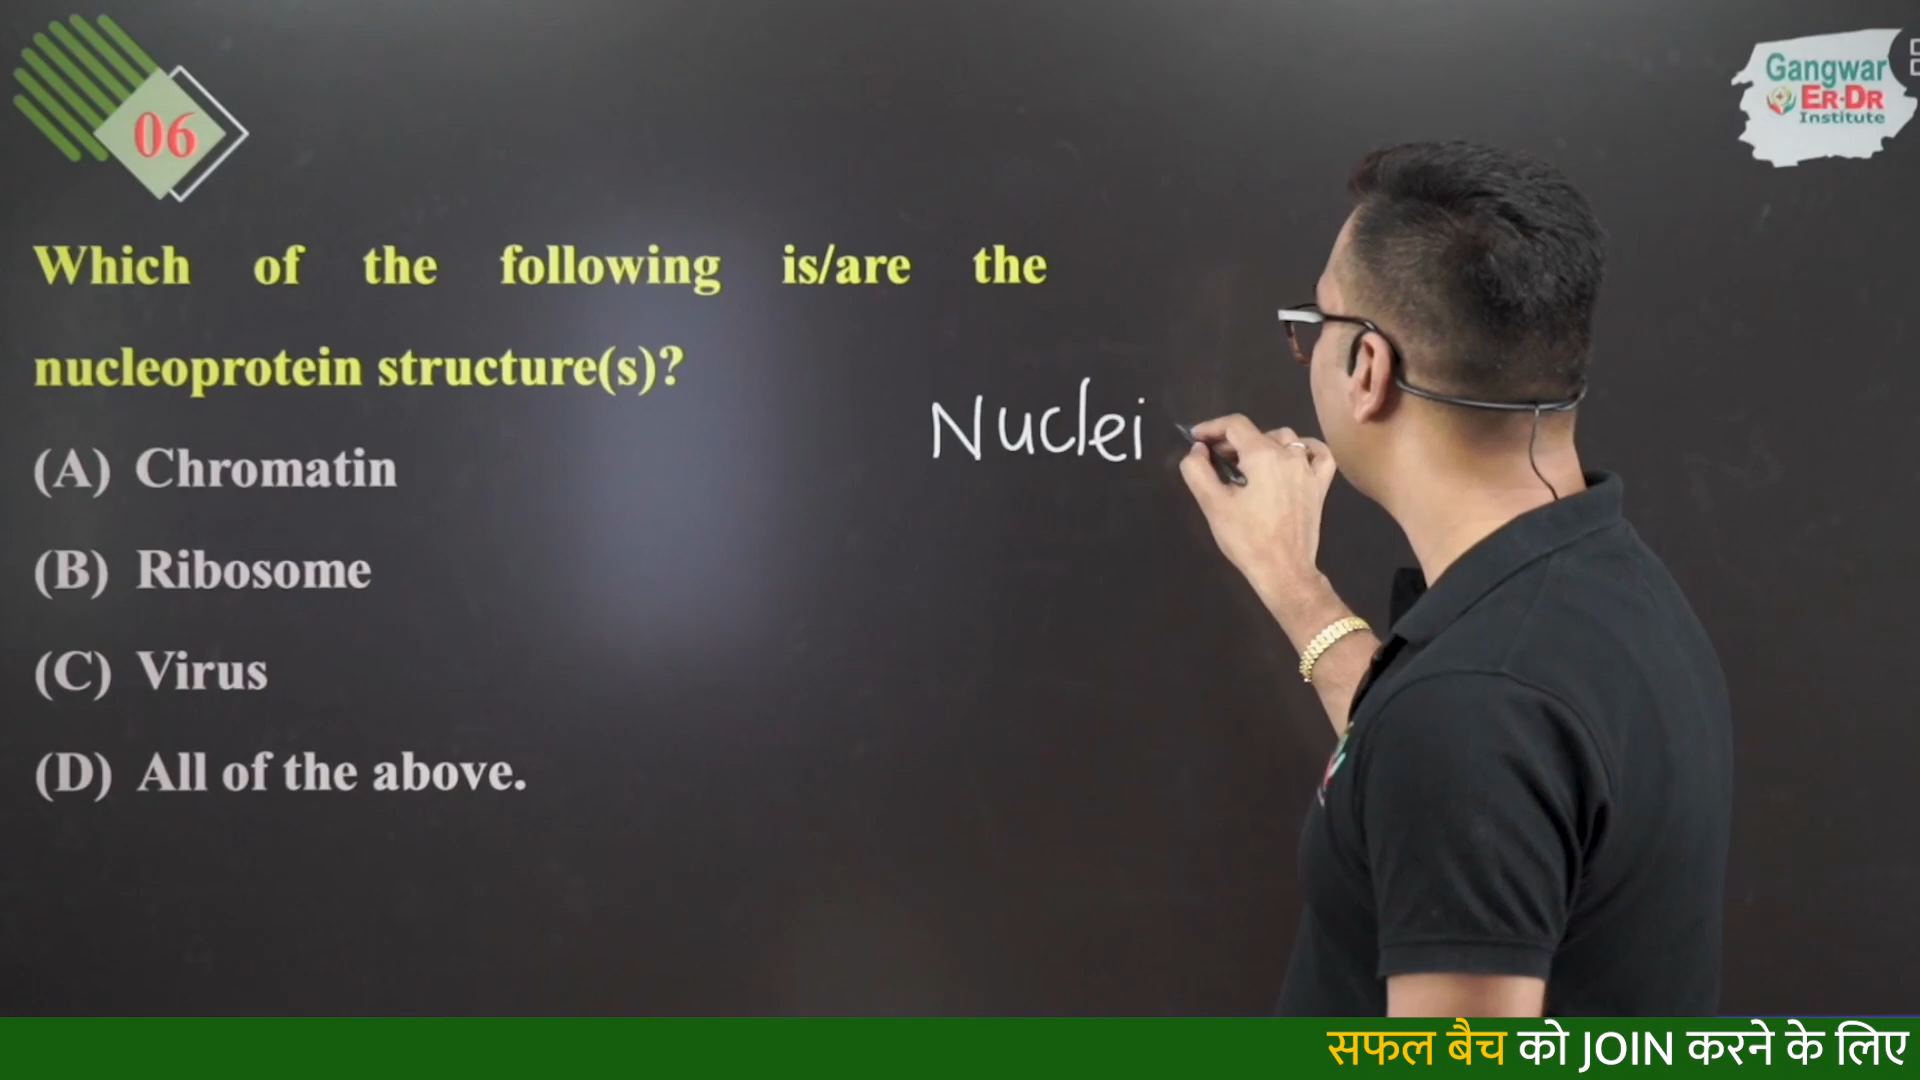 06
Gangwar
ER-DR
Institute
Which of the following is/are the
nucleoprotein structure(s)?
(A) Chromatin
(B) Ribosome
(C) Virus
(D) All of the above.
Nuclei
सफल बैच को JOIN करने के लिए